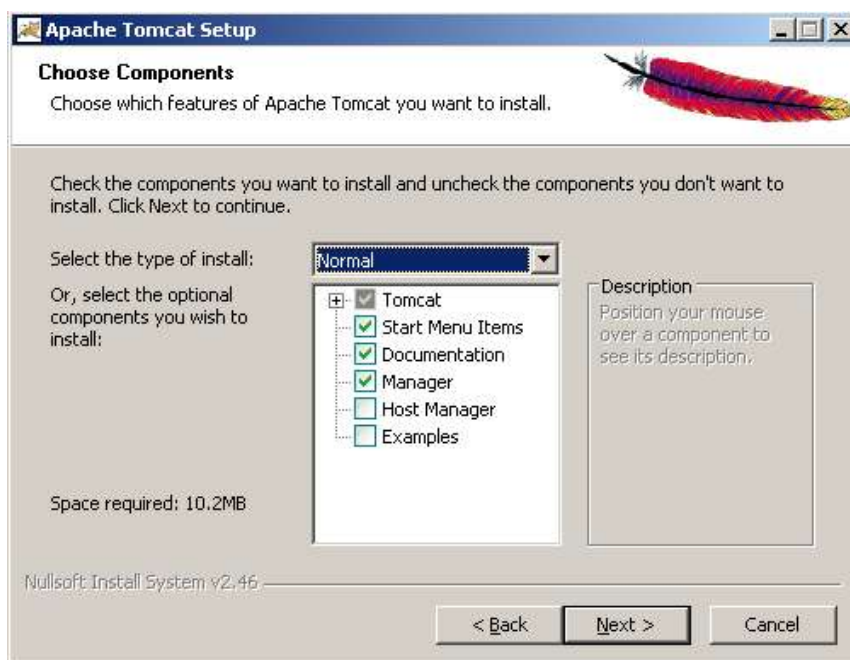 Apache Tomcat Setup
Choose Components
Choose which features of Apache Tomcat you want to install.
Check the components you want to install and uncheck the components you don't want to
install. Click Next to continue.
Select the type of install:
Normal
Or, select the optional
components you wish to
install:
Tomcat
Start Menu Items
Documentation
Manager
Host Manager
Examples
Description
Position your mouse
over a component to
see its description.
Space required: 10.2MB
Nullsoft Install System v2.46
< Back
Next >
Cancel